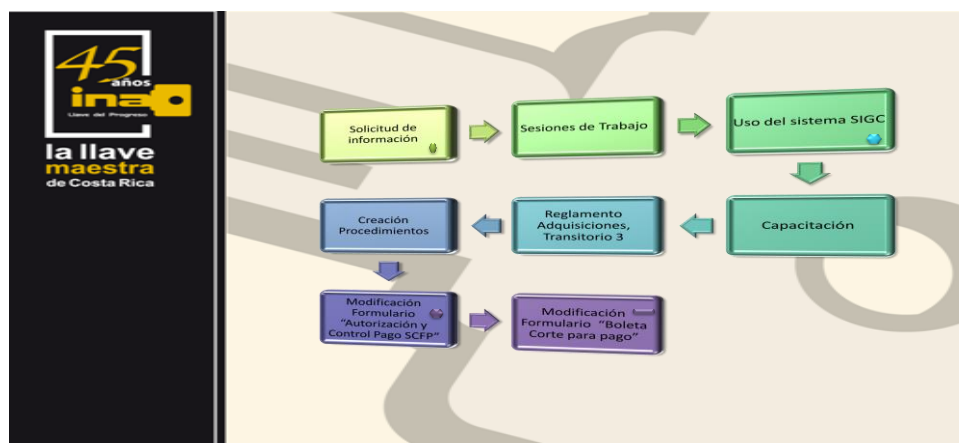 45
años
ina
Llave del Progreso
la llave
maestra
de Costa Rica
Solicitud de
información
Sesiones de Trabajo
Uso del sistema SIGC
Capacitación
Reglamento
Adquisiciones,
Transitorio 3
Creación
Procedimientos
Modificación
Formulario
“Autorización y
Control Pago SCFP”
Modificación
Formulario “Boleta
Corte para pago”